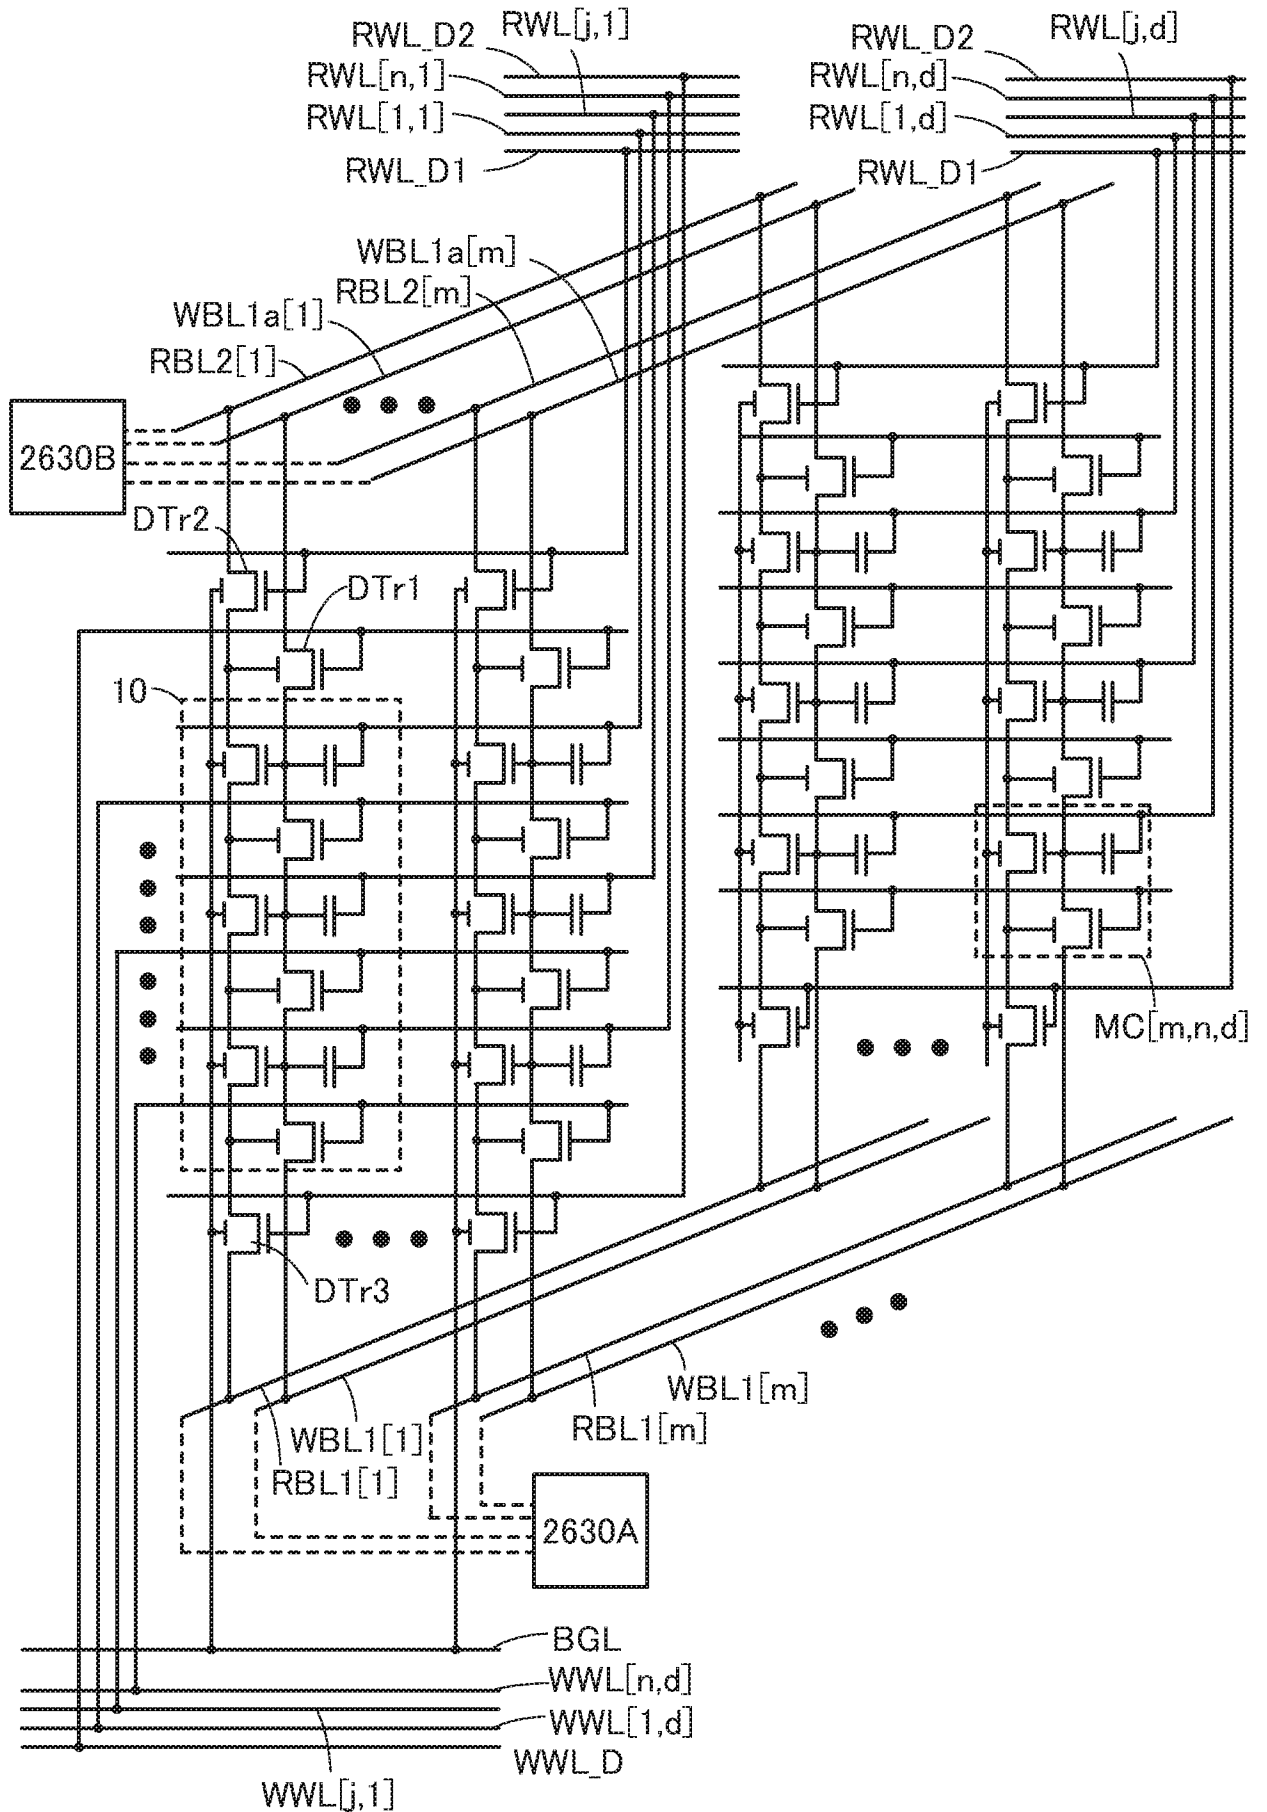 RWL_D2
RWL[j,1]
RWL[n,1]
RWL[1,1]
RWL_D1
RWL_D2
RWL[j,d]
RWL[n,d]
RWL[1,d]
RWL_D1
WBL1a[m]
RBL2[m]
WBL1a[1]
RBL2[1]
2630B
DTr2
DTr1
10
MC[m,n,d]
DTr3
WBL1[m]
RBL1[m]
WBL1[1]
RBL1[1]
2630A
BGL
WWL[n,d]
WWL[1,d]
WWL_D
WWL[j,1]